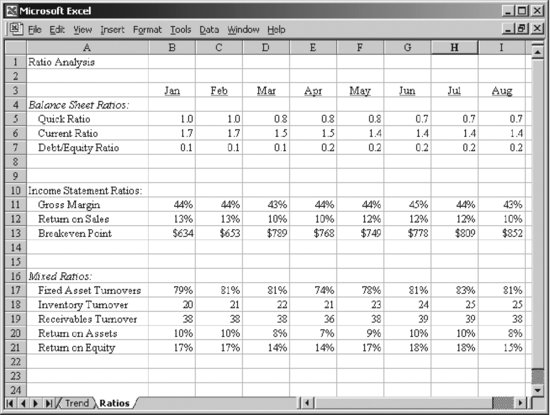 Microsoft Excel
File Edit View Insert Format Tools Data Window Help
A B C D E F G H I
1 Ratio Analysis
2
3 Jan Feb Mar Apr May Jun Jul Aug
4 Balance Sheet Ratios:
5 Quick Ratio 1.0 1.0 0.8 0.8 0.8 0.7 0.7 0.7
6 Current Ratio 1.7 1.7 1.5 1.5 1.4 1.4 1.4 1.4
7 Debt/Equity Ratio 0.1 0.1 0.1 0.2 0.2 0.2 0.2 0.2
8
9
10 Income Statement Ratios:
11 Gross Margin 44% 44% 43% 44% 44% 45% 44% 43%
12 Return on Sales 13% 13% 10% 10% 12% 12% 12% 10%
13 Breakeven Point $634 $653 $789 $768 $749 $778 $809 $852
14
15
16 Mixed Ratios:
17 Fixed Asset Turnovers 79% 81% 81% 74% 78% 81% 83% 81%
18 Inventory Turnover 20 21 22 21 23 24 25 25
19 Receivables Turnover 38 38 38 36 38 39 39 38
20 Return on Assets 10% 10% 8% 7% 9% 10% 10% 8%
21 Return on Equity 17% 17% 14% 14% 17% 18% 18% 15%
22
23
24
Trend Ratios